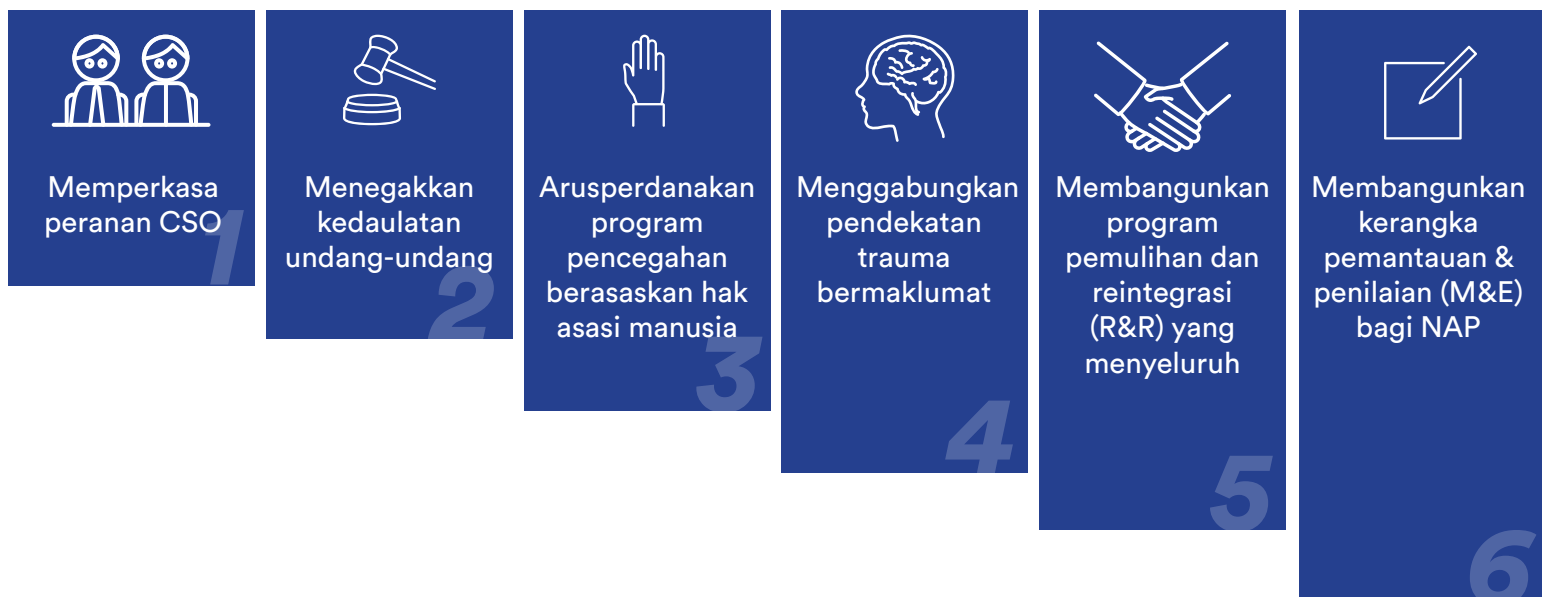 Memperkasa
peranan CSO
1
Menegakkan
kedaulatan
undang-undang
2
Arusperdanakan
program
pencegahan
berasaskan hak
asasi manusia
3
Menggabungkan
pendekatan
trauma
bermaklumat
4
Membangunkan
program
pemulihan dan
reintegrasi
(R&R) yang
menyeluruh
5
Membangunkan
kerangka
pemantauan &
penilaian (M&E)
bagi NAP
6